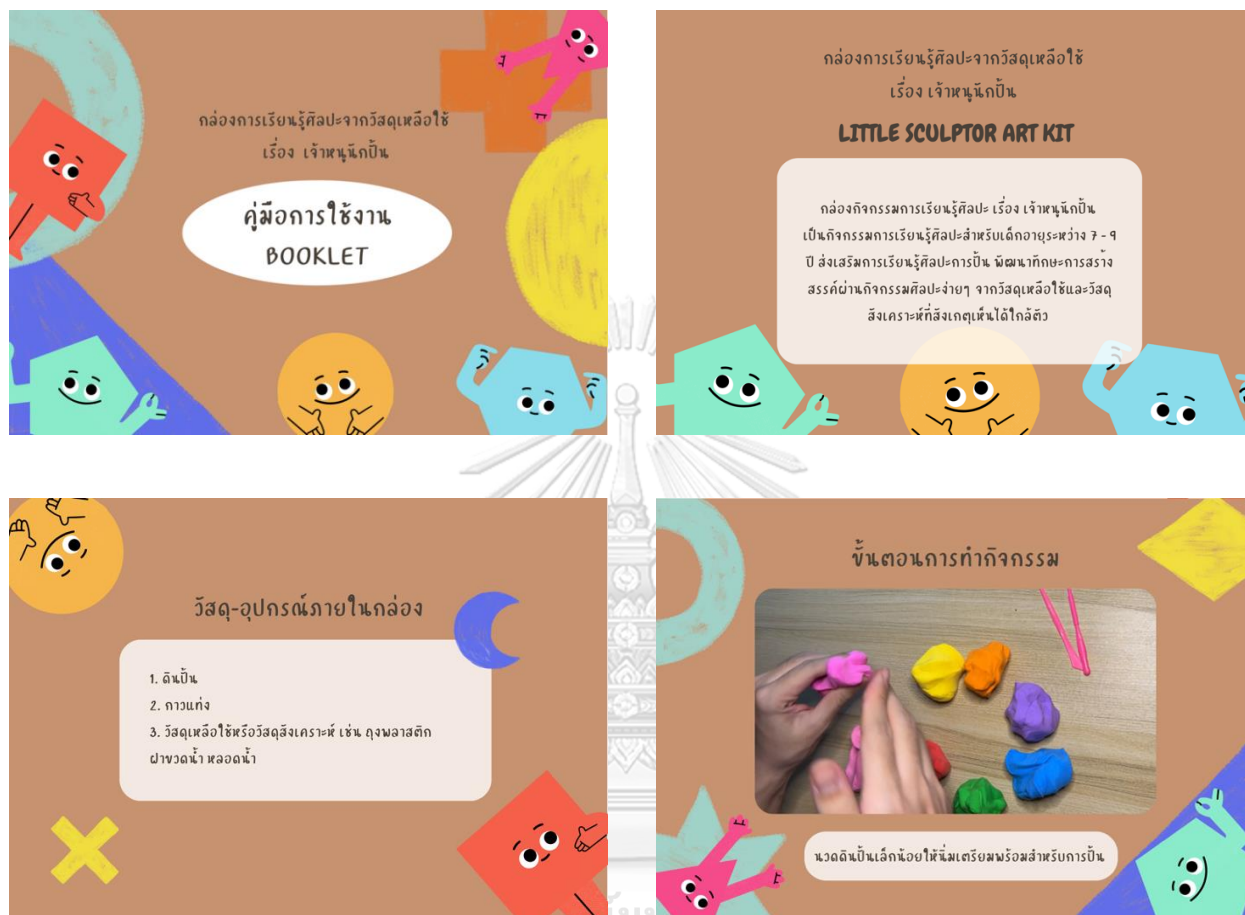 กล่องการเรียนรู้ศิลปะจากวัสดุเหลือใช้
เรื่อง เจ้าหนูนักปั้น
คู่มือการใช้งาน
BOOKLET
กล่องการเรียนรู้ศิลปะจากวัสดุเหลือใช้
เรื่อง เจ้าหนูนักปั้น
LITTLE SCULPTOR ART KIT
กล่องกิจกรรมการเรียนรู้ศิลปะ เรื่อง เจ้าหนูนักปั้น
เป็นกิจกรรมการเรียนรู้ศิลปะสำหรับเด็กอายุระหว่าง 7 - 9
ปี ส่งเสริมการเรียนรู้ศิลปะการปั้น พัฒนาทักษะการสร้าง
สรรค์ผ่านกิจกรรมศิลปะง่ายๆ จากวัสดุเหลือใช้และวัสดุ
สังเคราะห์ที่สังเกตุเห็นได้ใกล้ตัว
วัสดุ-อุปกรณ์ภายในกล่อง
1. ดินปั้น
2. กาวแท่ง
3. วัสดุเหลือใช้หรือวัสดุสังเคราะห์ เช่น ถุงพลาสติก
ฝาขวดน้ำ หลอดน้ำ
ขั้นตอนการทำกิจกรรม
นวดดินปั้นเล็กน้อยให้นิ่มเตรียมพร้อมสำหรับการปั้น